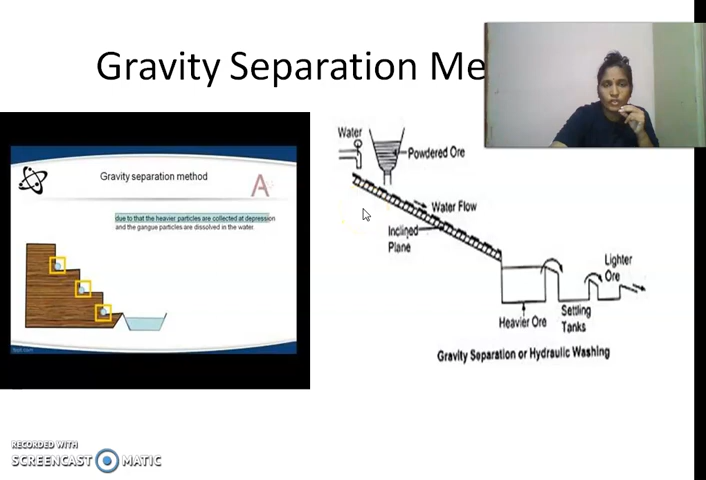 Gravity Separation Me
Gravity separation method
A
due to that the heavier particles are collected at depression
and the gangue particles are dissolved in the water.
Water
Powdered Ore
Water Flow
Inclined
Plane
Lighter
Ore
Heavier Ore
Settling
Tanks
Gravity Separation or Hydraulic Washing
RECORDED WITH
SCREENCAST MATIC